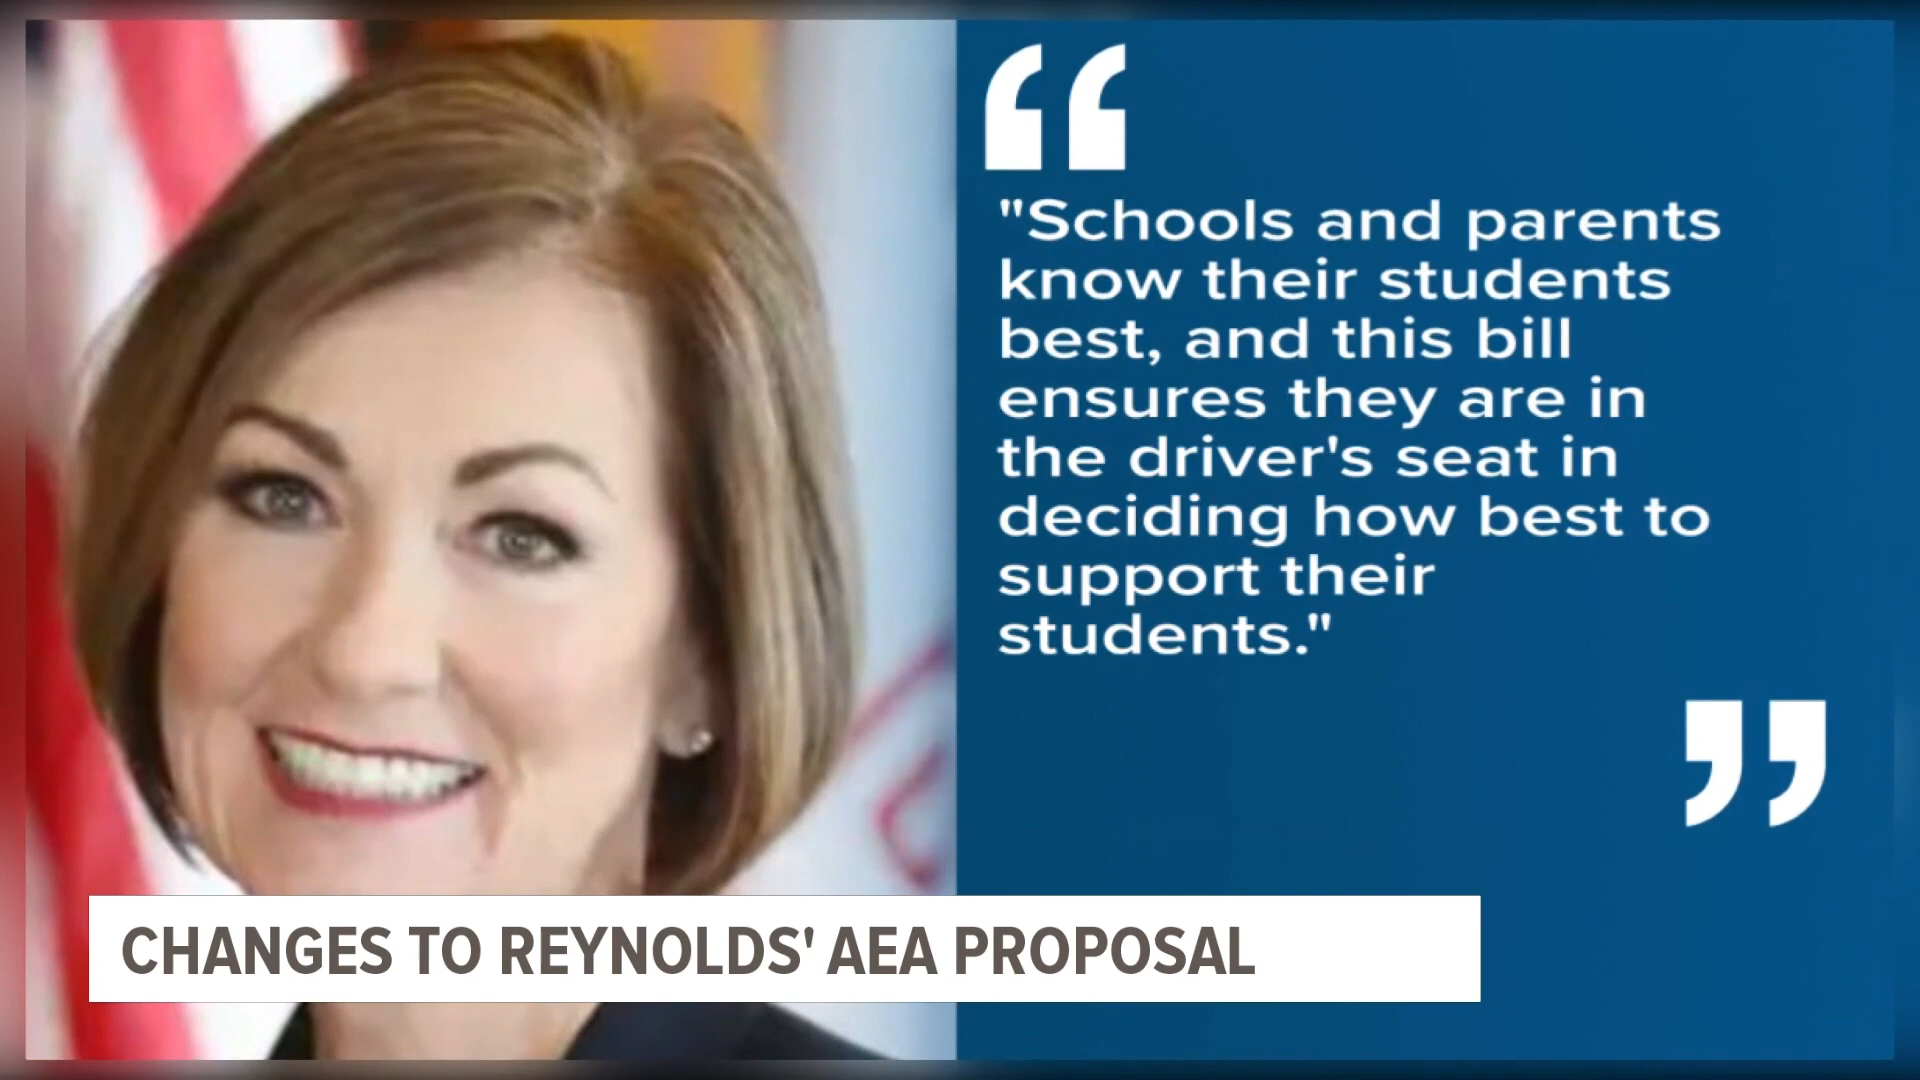 “
"Schools and parents
know their students
best, and this bill
ensures they are in
the driver's seat in
deciding how best to
support their
students."
”
CHANGES TO REYNOLDS' AEA PROPOSAL